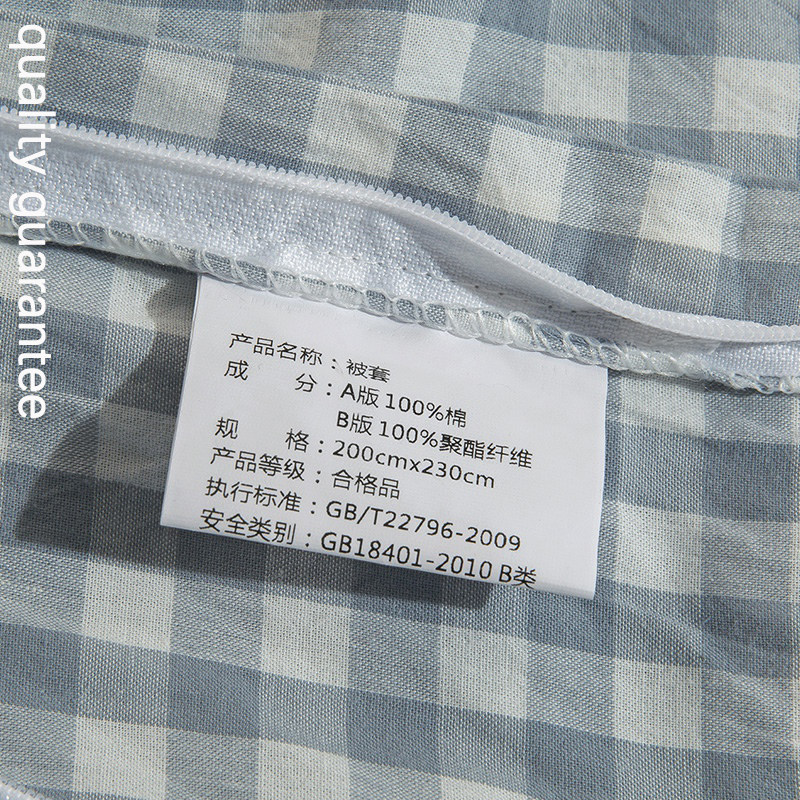 quality guarantee
产品名称：被套
成 分：A版 100%棉
B版 100%聚酯纤维
规 格：200cmx230cm
产品等级：合格品
执行标准：GB/T22796-2009
安全类别：GB18401-2010 B类